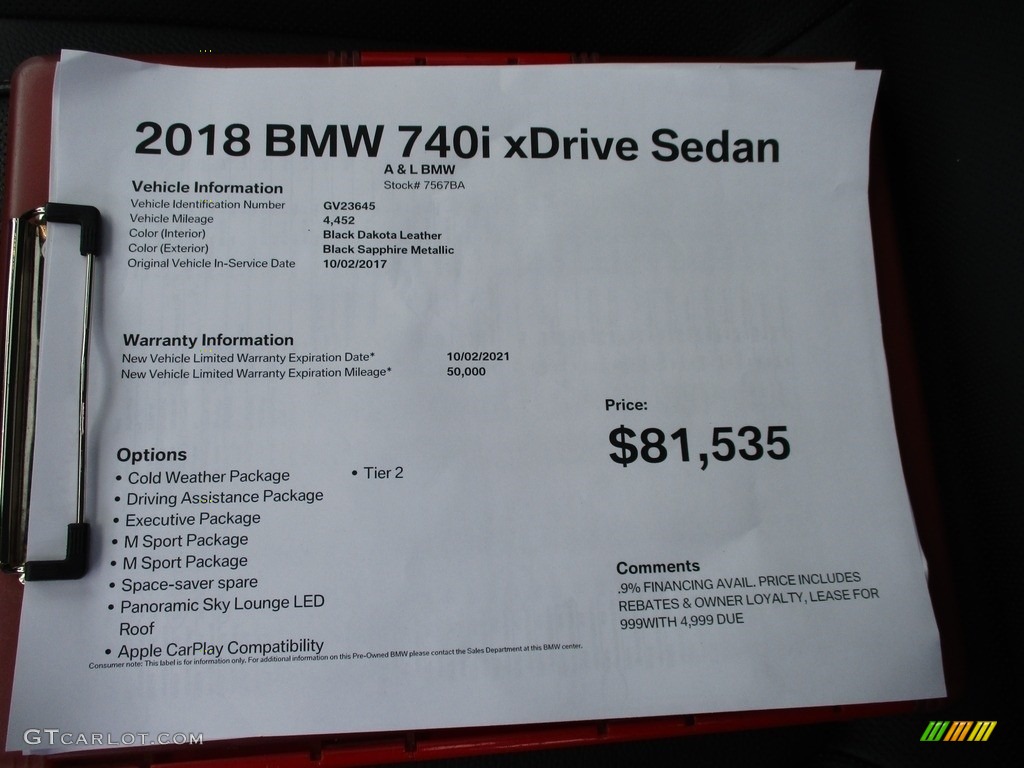 2018 BMW 740i xDrive Sedan
A & L BMW
Stock# 7567BA
Vehicle Information
Vehicle Identification Number GV23645
Vehicle Mileage 4,452
Color (Interior) Black Dakota Leather
Color (Exterior) Black Sapphire Metallic
Original Vehicle In-Service Date 10/02/2017
Warranty Information
New Vehicle Limited Warranty Expiration Date* 10/02/2021
New Vehicle Limited Warranty Expiration Mileage* 50,000
Price:
$81,535
Options
• Cold Weather Package
• Driving Assistance Package
• Executive Package
• M Sport Package
• M Sport Package
• Space-saver spare
• Panoramic Sky Lounge LED
Roof
• Apple CarPlay Compatibility
• Tier 2
Comments
.9% FINANCING AVAIL. PRICE INCLUDES
REBATES & OWNER LOYALTY, LEASE FOR
999WITH 4,999 DUE
Consumer note: This label is for information only. For additional information on this Pre-Owned BMW please contact the Sales Department at this BMW center.
GTCARLOT.COM